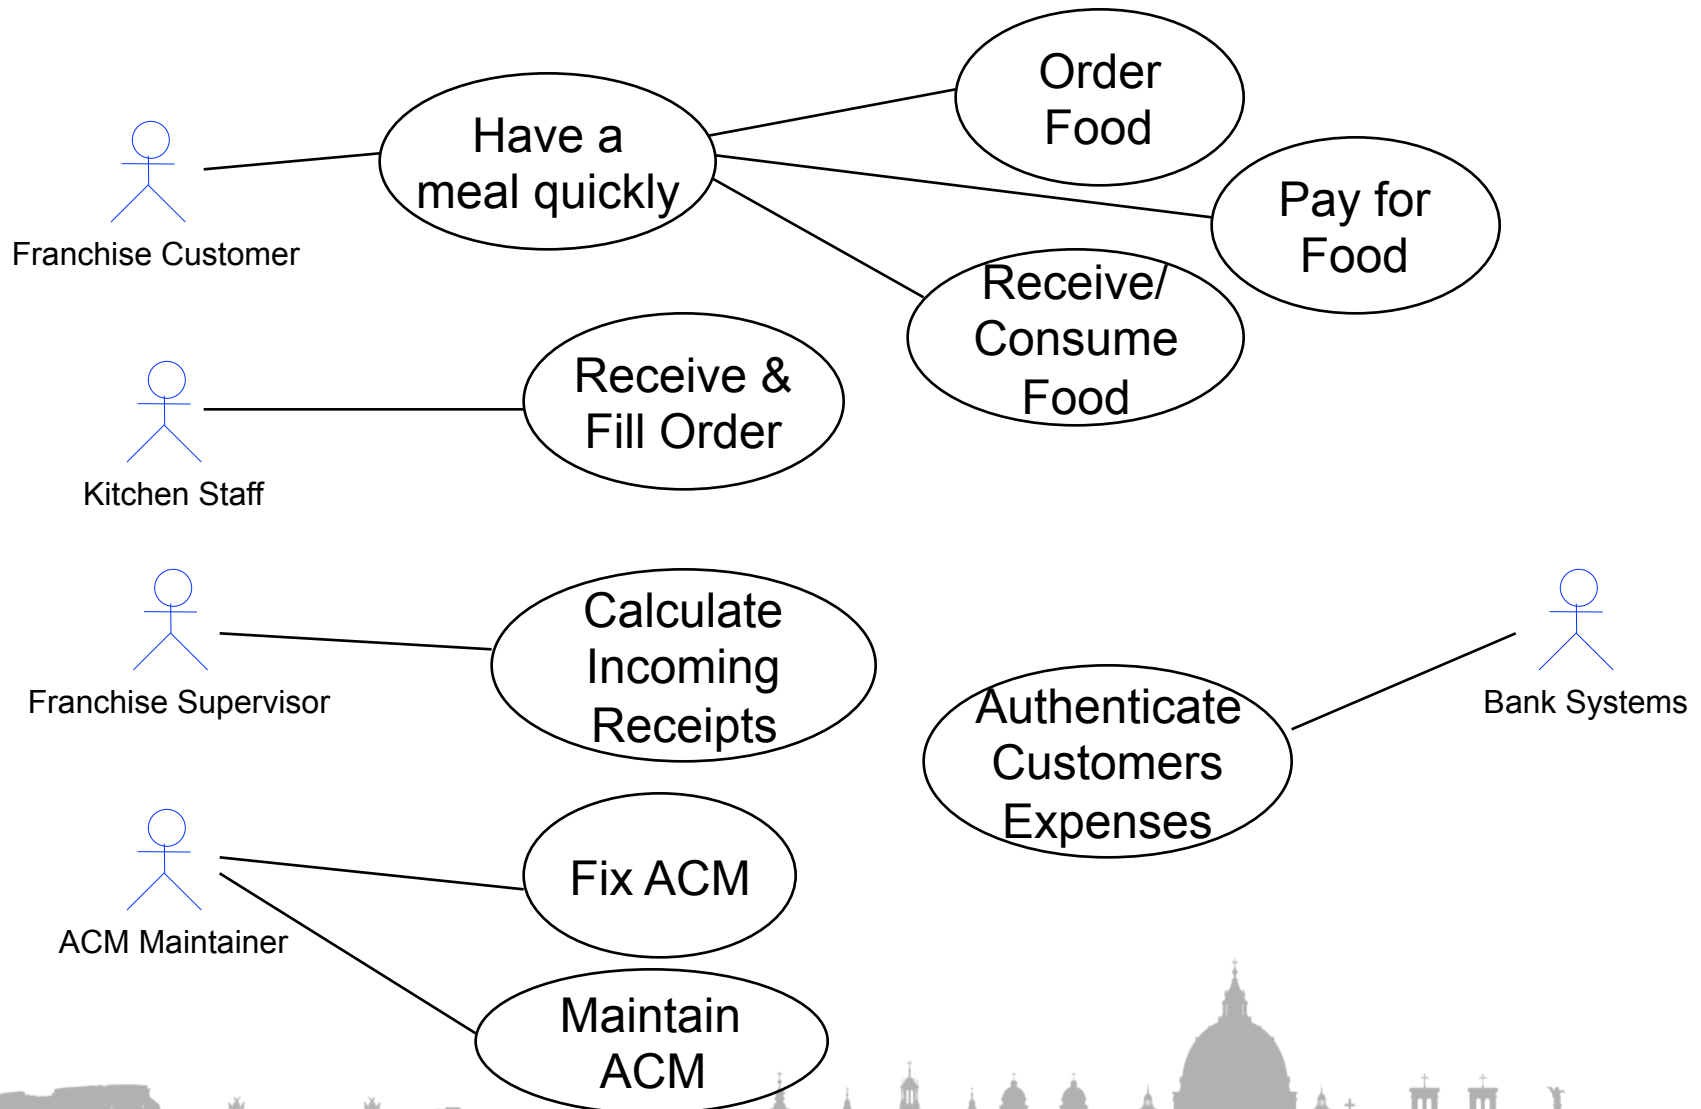 Order
Food
Have a
meal quickly
Pay for
Food
Franchise Customer
Receive/
Consume
Food
Receive &
Fill Order
Kitchen Staff
Calculate
Incoming
Receipts
Franchise Supervisor
Authenticate
Customers
Expenses
Bank Systems
Fix ACM
ACM Maintainer
Maintain
ACM